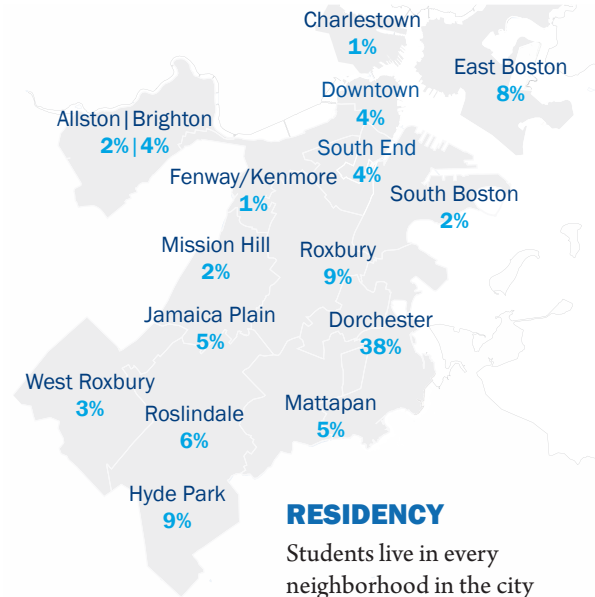 Charlestown
1%
East Boston
8%
Downtown
4%
Allston|Brighton
2%|4%
South End
4%
Fenway/Kenmore
1%
South Boston
2%
Mission Hill
2%
Roxbury
9%
Jamaica Plain
5%
Dorchester
38%
West Roxbury
3%
Roslindale
6%
Mattapan
5%
Hyde Park
9%
RESIDENCY
Students live in every
neighborhood in the city